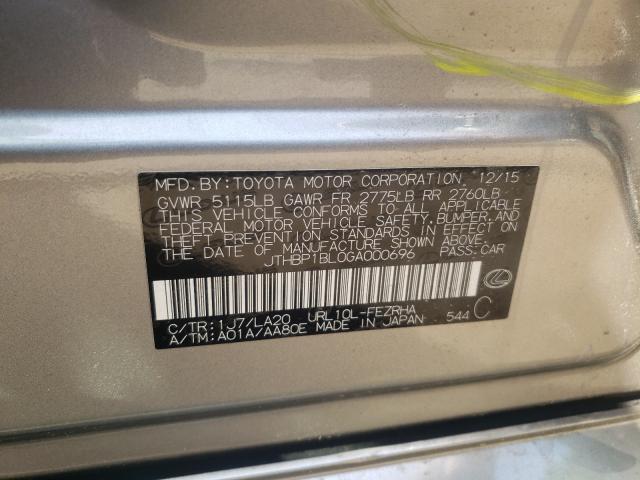 MFD. BY:TOYOTA MOTOR CORPORATION 12/15
GVWR 5115LB GAWR FR 2775LB RR 2760LB
THIS VEHICLE CONFORMS TO ALL APPLICABLE
FEDERAL MOTOR VEHICLE SAFETY, BUMPER, AND
THEFT PREVENTION STANDARDS IN EFFECT ON
THE DATE OF MANUFACTURE SHOWN ABOVE.
JTHBP1BL0GA000696 PASS.CAR
C/TR:1J7/LA20 URL10L-FEZRHA
A/TM:A01A/AA80E MADE IN JAPAN 544 C